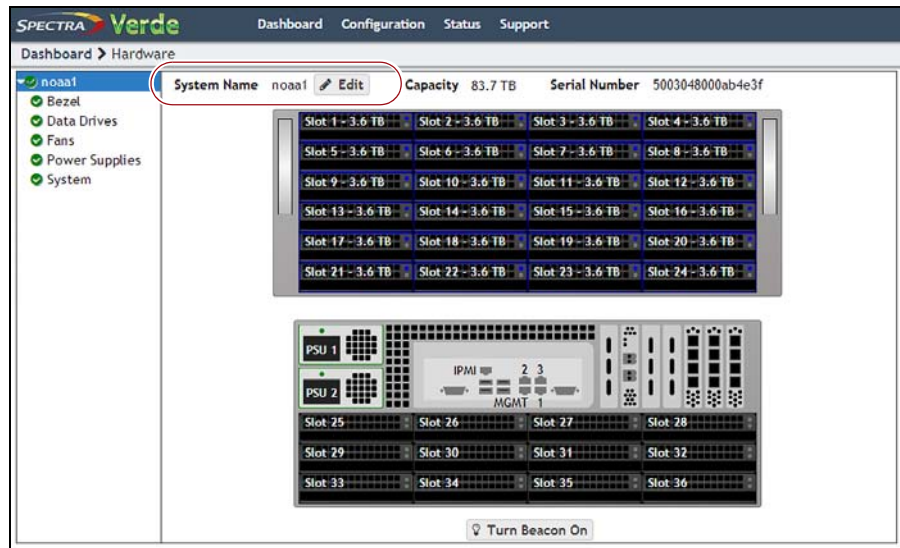 SPECTRA Verde Dashboard Configuration Status Support
Dashboard > Hardware
noaa1
Bezel
Data Drives
Fans
Power Supplies
System
System Name noaa1 Edit Capacity 83.7 TB Serial Number 5003048000ab4e3f
Slot 1 - 3.6 TB Slot 2 - 3.6 TB Slot 3 - 3.6 TB Slot 4 - 3.6 TB
Slot 5 - 3.6 TB Slot 6 - 3.6 TB Slot 7 - 3.6 TB Slot 8 - 3.6 TB
Slot 9 - 3.6 TB Slot 10 - 3.6 TB Slot 11 - 3.6 TB Slot 12 - 3.6 TB
Slot 13 - 3.6 TB Slot 14 - 3.6 TB Slot 15 - 3.6 TB Slot 16 - 3.6 TB
Slot 17 - 3.6 TB Slot 18 - 3.6 TB Slot 19 - 3.6 TB Slot 20 - 3.6 TB
Slot 21 - 3.6 TB Slot 22 - 3.6 TB Slot 23 - 3.6 TB Slot 24 - 3.6 TB
PSU 1
PSU 2
IPMI 2 3
MGMT 1
Slot 25 Slot 26 Slot 27 Slot 28
Slot 29 Slot 30 Slot 31 Slot 32
Slot 33 Slot 34 Slot 35 Slot 36
Turn Beacon On